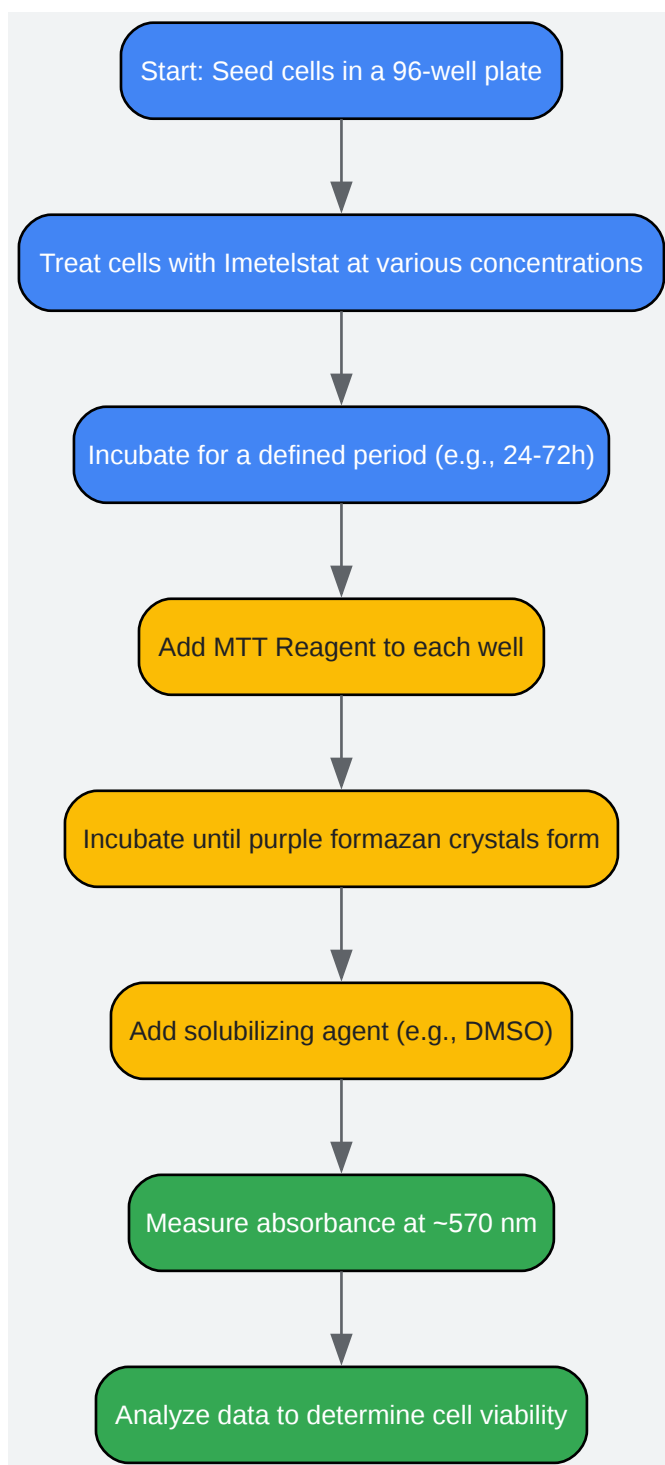 Start: Seed cells in a 96-well plate
Treat cells with Imetelstat at various concentrations
Incubate for a defined period (e.g., 24-72h)
Add MTT Reagent to each well
Incubate until purple formazan crystals form
Add solubilizing agent (e.g., DMSO)
Measure absorbance at ~570 nm
Analyze data to determine cell viability